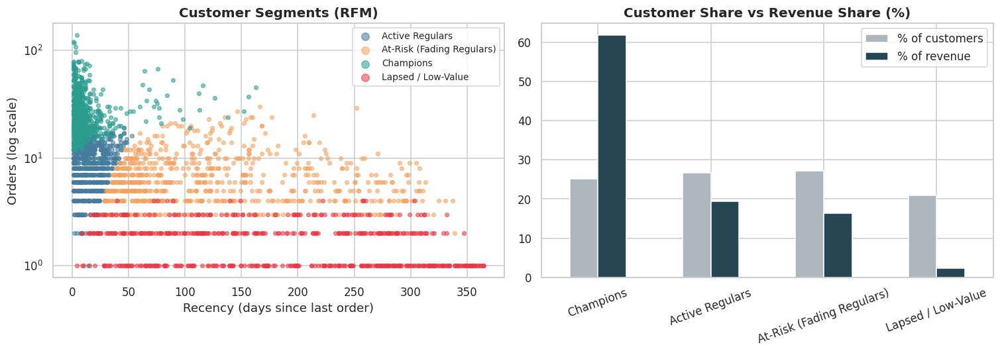 Customer Segments (RFM)
Active Regulars
At-Risk (Fading Regulars)
Champions
Lapsed / Low-Value
Orders (log scale)
10²
10¹
10⁰
0 50 100 150 200 250 300 350
Recency (days since last order)
Customer Share vs Revenue Share (%)
% of customers
% of revenue
60
50
40
30
20
10
0
Champions
Active Regulars
At-Risk (Fading Regulars)
Lapsed / Low-Value